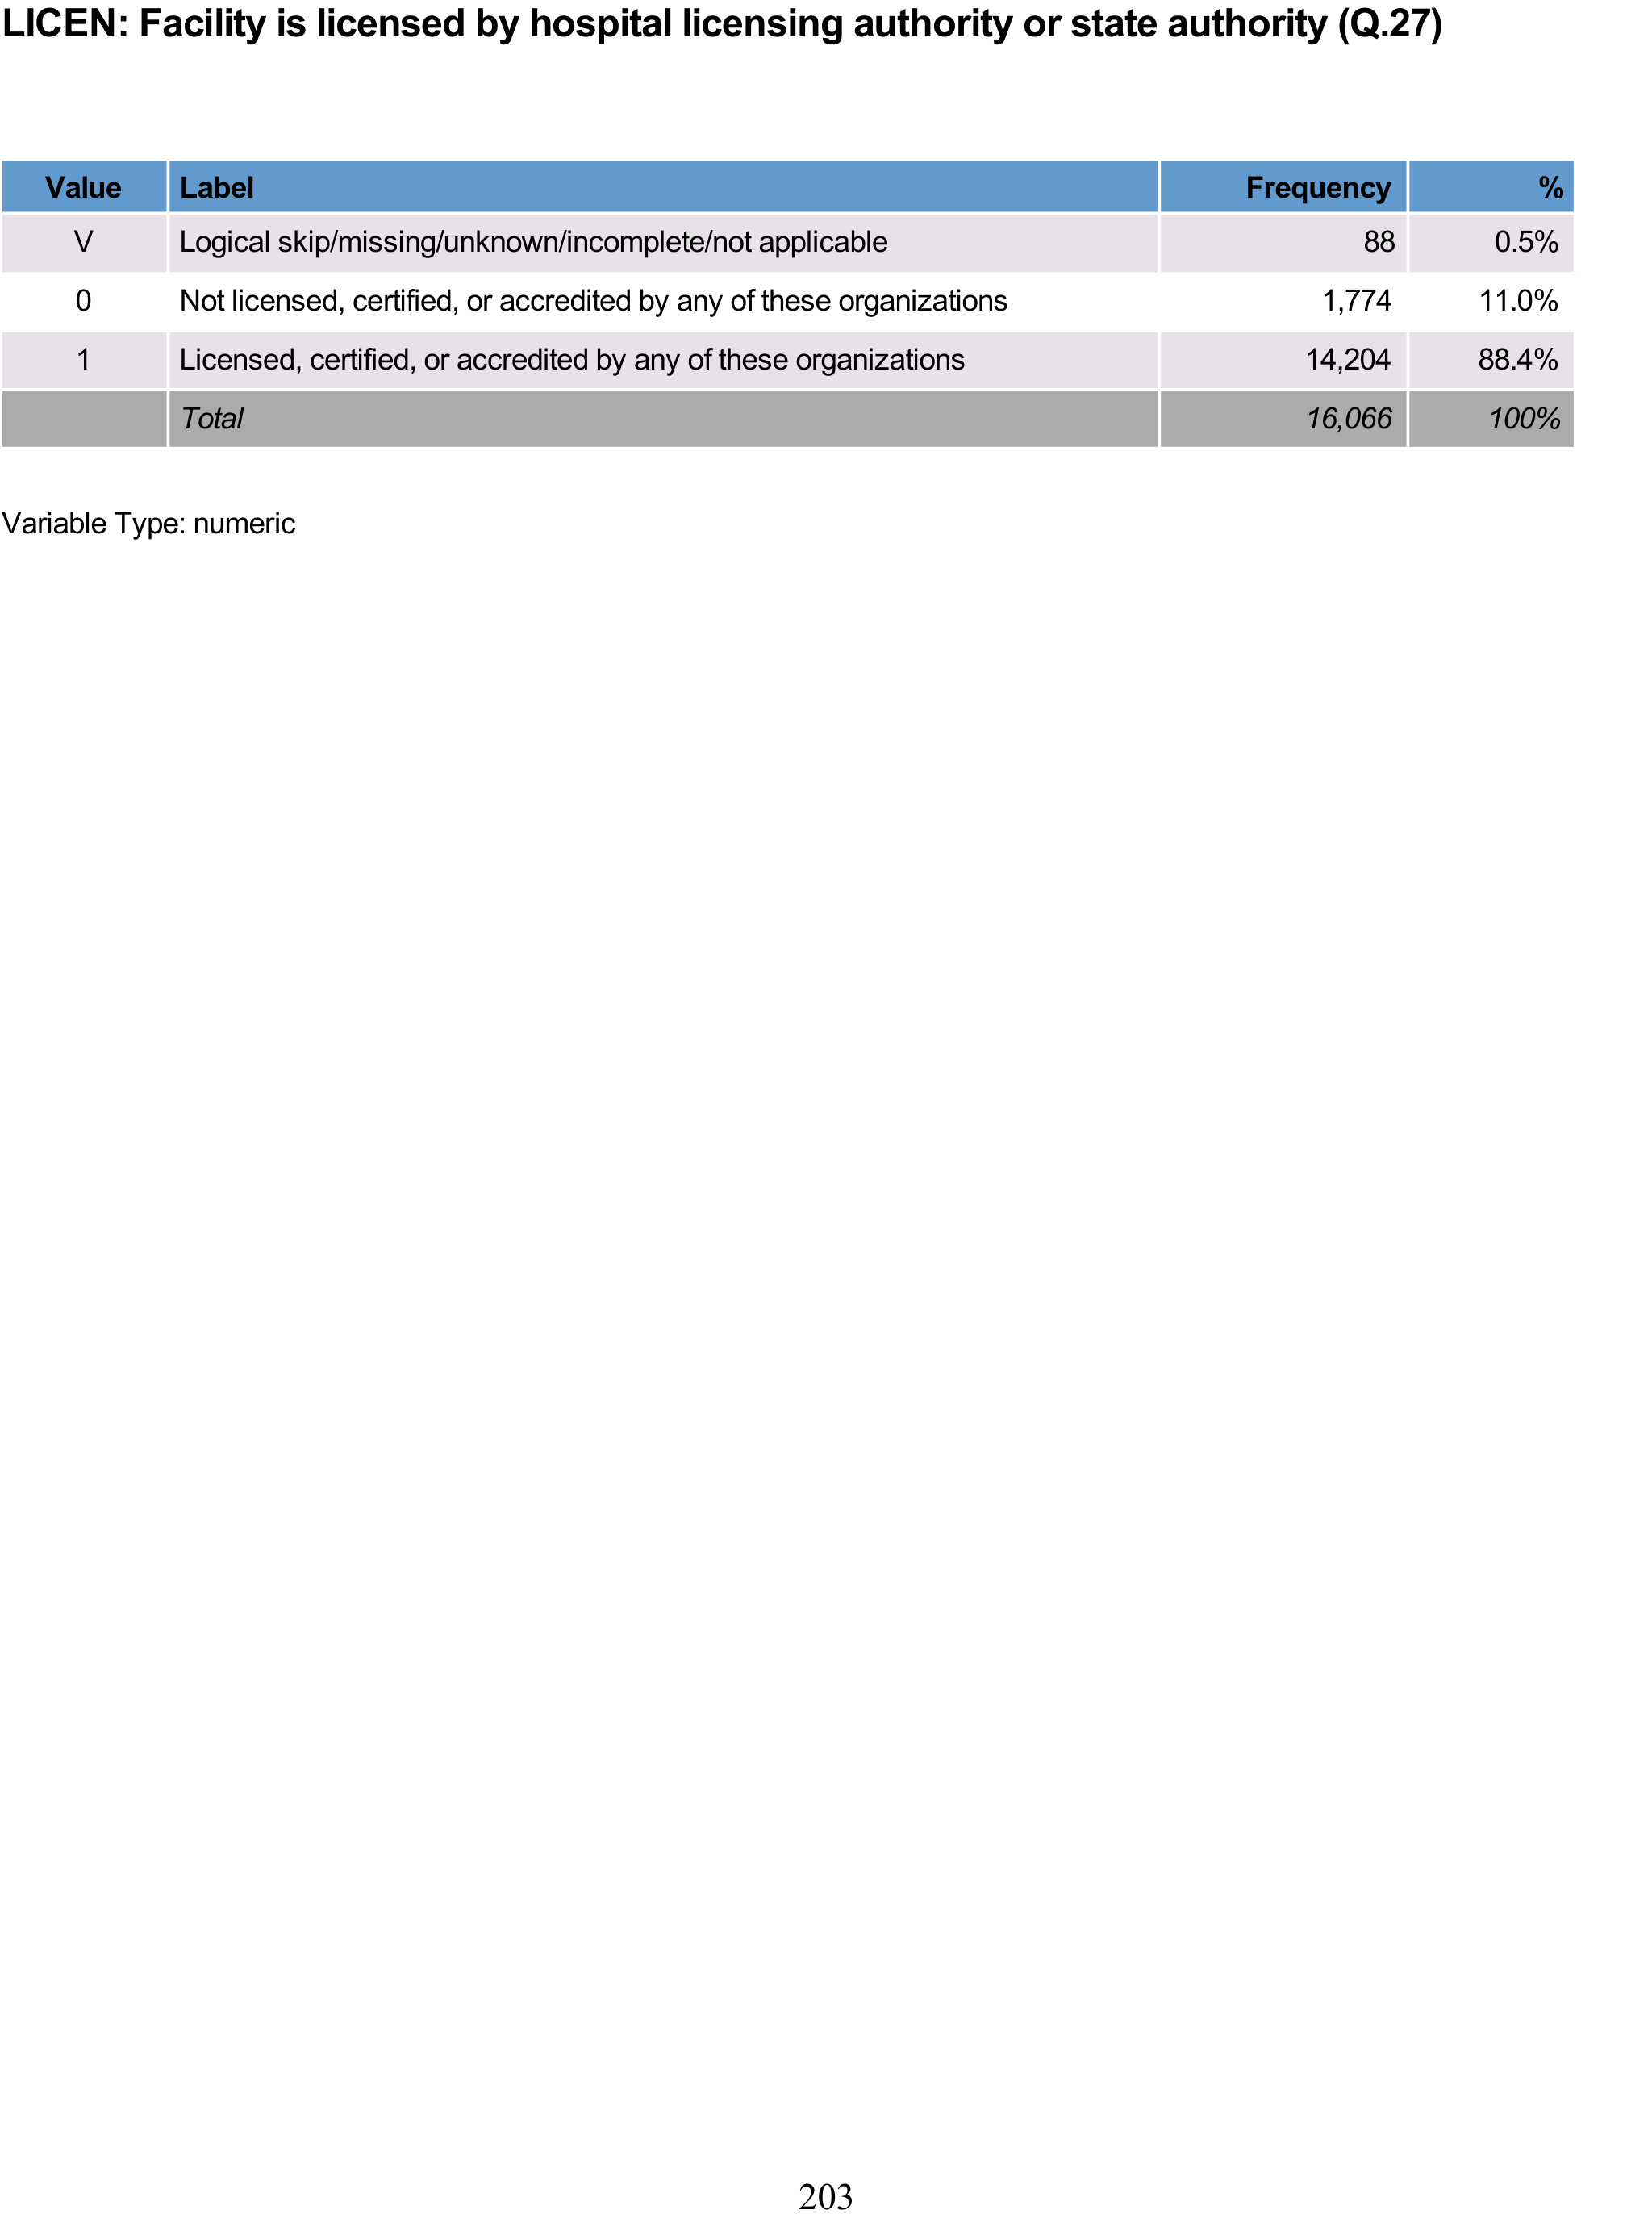 LICEN: Facility is licensed by hospital licensing authority or state authority (Q.27)
Value Label Frequency %
V Logical skip/missing/unknown/incomplete/not applicable 88 0.5%
0 Not licensed, certified, or accredited by any of these organizations 1,774 11.0%
1 Licensed, certified, or accredited by any of these organizations 14,204 88.4%
Total 16,066 100%
Variable Type: numeric
203